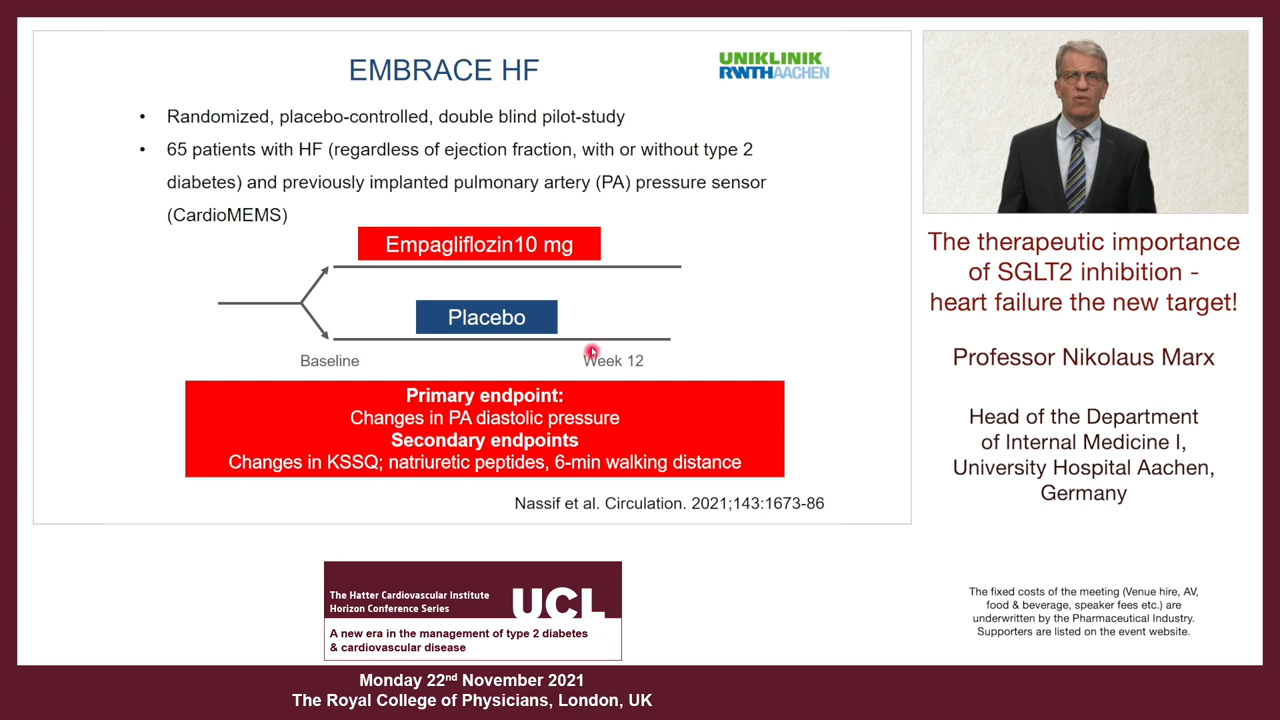 EMBRACE HF
UNIKLINIK
RWTHAACHEN
• Randomized, placebo-controlled, double blind pilot-study
• 65 patients with HF (regardless of ejection fraction, with or without type 2
diabetes) and previously implanted pulmonary artery (PA) pressure sensor
(CardioMEMS)
Empagliflozin10 mg
Placebo
Baseline
Week 12
Primary endpoint:
Changes in PA diastolic pressure
Secondary endpoints
Changes in KSSQ; natriuretic peptides, 6-min walking distance
Nassif et al. Circulation. 2021;143:1673-86
The therapeutic importance
of SGLT2 inhibition -
heart failure the new target!
Professor Nikolaus Marx
Head of the Department
of Internal Medicine I,
University Hospital Aachen,
Germany
The fixed costs of the meeting (Venue hire, AV,
food & beverage, speaker fees etc.) are
underwritten by the Pharmaceutical Industry.
Supporters are listed on the event website.
The Hatter Cardiovascular Institute
Horizon Conference Series
UCL
A new era in the management of type 2 diabetes
& cardiovascular disease
Monday 22nd November 2021
The Royal College of Physicians, London, UK